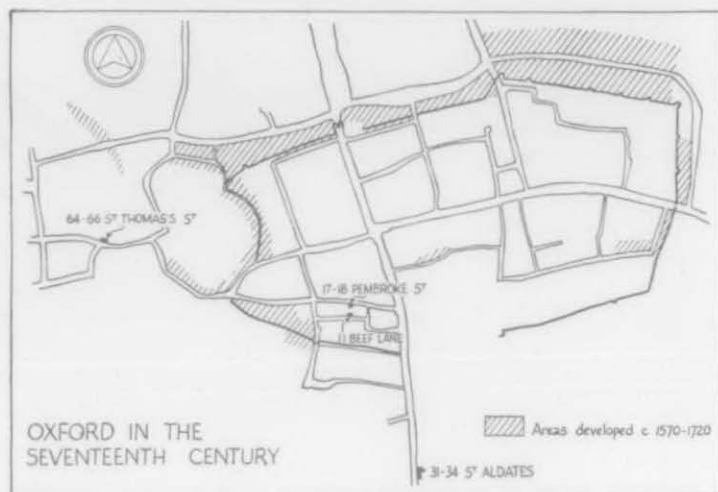 64-66 ST THOMAS'S ST
17-18 PEMBROKE ST
11 BEEF LANE
OXFORD IN THE
SEVENTEENTH CENTURY
Areas developed c 1570-1720
31-34 ST ALDATES